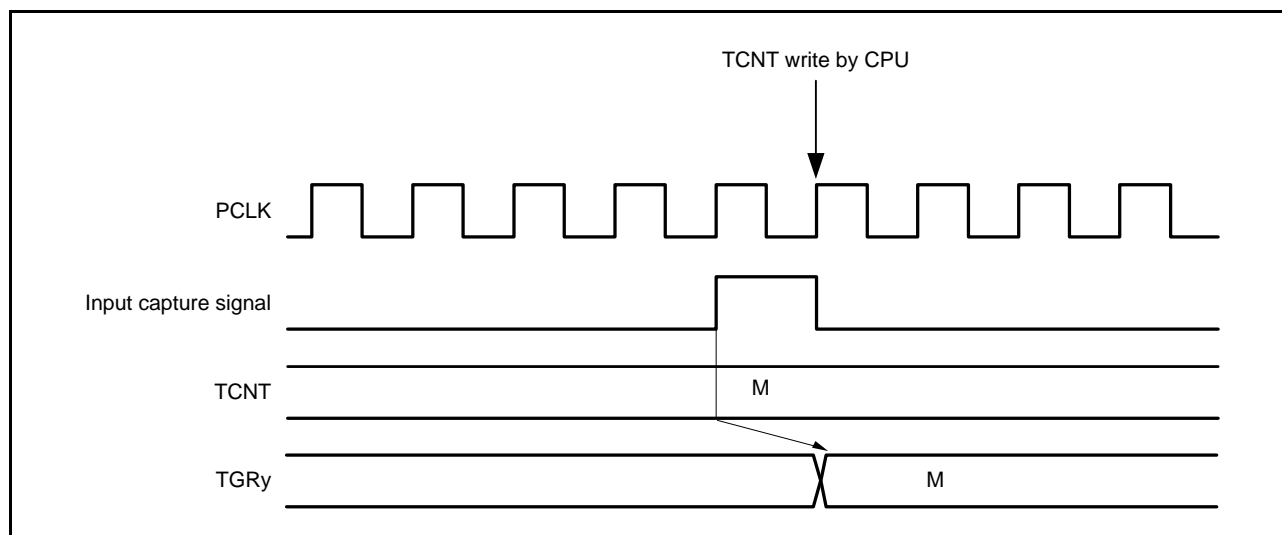 TCNT write by CPU
PCLK
Input capture signal
TCNT
M
TGRy
M